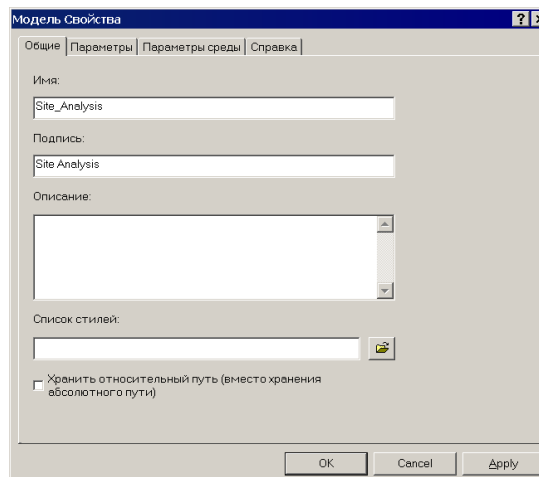 Модель Свойства
Общие Параметры Параметры среды Справка
Имя:
Site_Analysis
Подпись:
Site Analysis
Описание:
Список стилей:
Хранить относительный путь (вместо хранения
абсолютного пути)
OK Cancel Apply